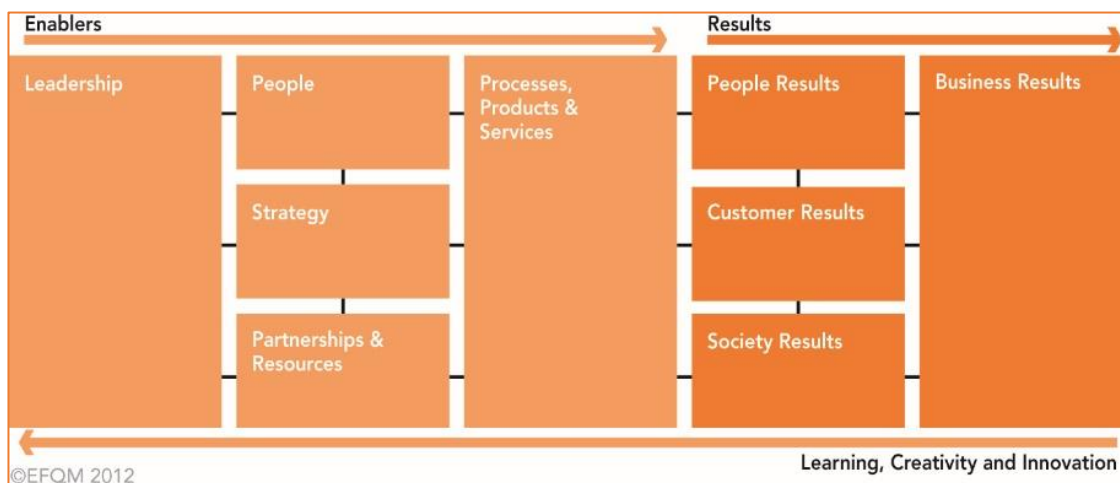 Enablers
Results
Leadership
People
Processes,
Products &
Services
People Results
Business Results
Strategy
Customer Results
Partnerships &
Resources
Society Results
Learning, Creativity and Innovation
©EFQM 2012